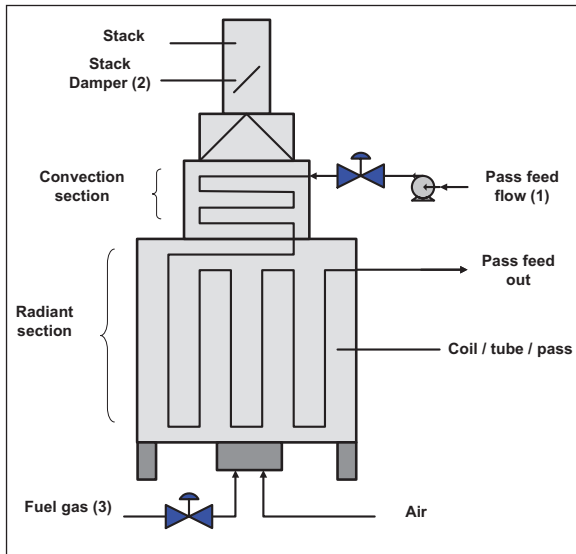 Stack
Stack
Damper (2)
Convection
section
Pass feed
flow (1)
Pass feed
out
Radiant
section
Coil / tube / pass
Fuel gas (3)
Air